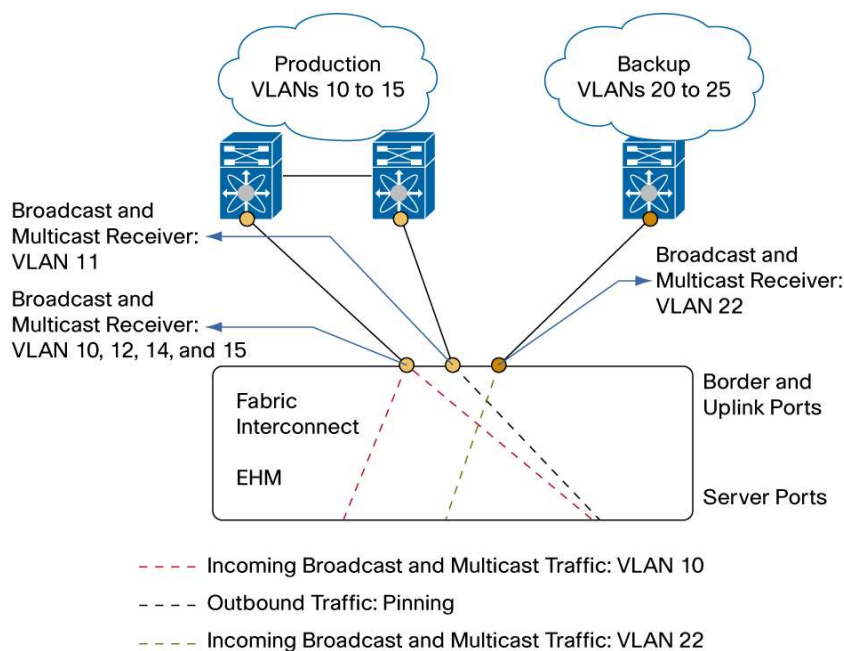 Production
VLANs 10 to 15
Backup
VLANs 20 to 25
Broadcast and
Multicast Receiver:
VLAN 11
Broadcast and
Multicast Receiver:
VLAN 22
Broadcast and
Multicast Receiver:
VLAN 10, 12, 14, and 15
Fabric
Interconnect
EHM
Border and
Uplink Ports
Server Ports
Incoming Broadcast and Multicast Traffic: VLAN 10
Outbound Traffic: Pinning
Incoming Broadcast and Multicast Traffic: VLAN 22